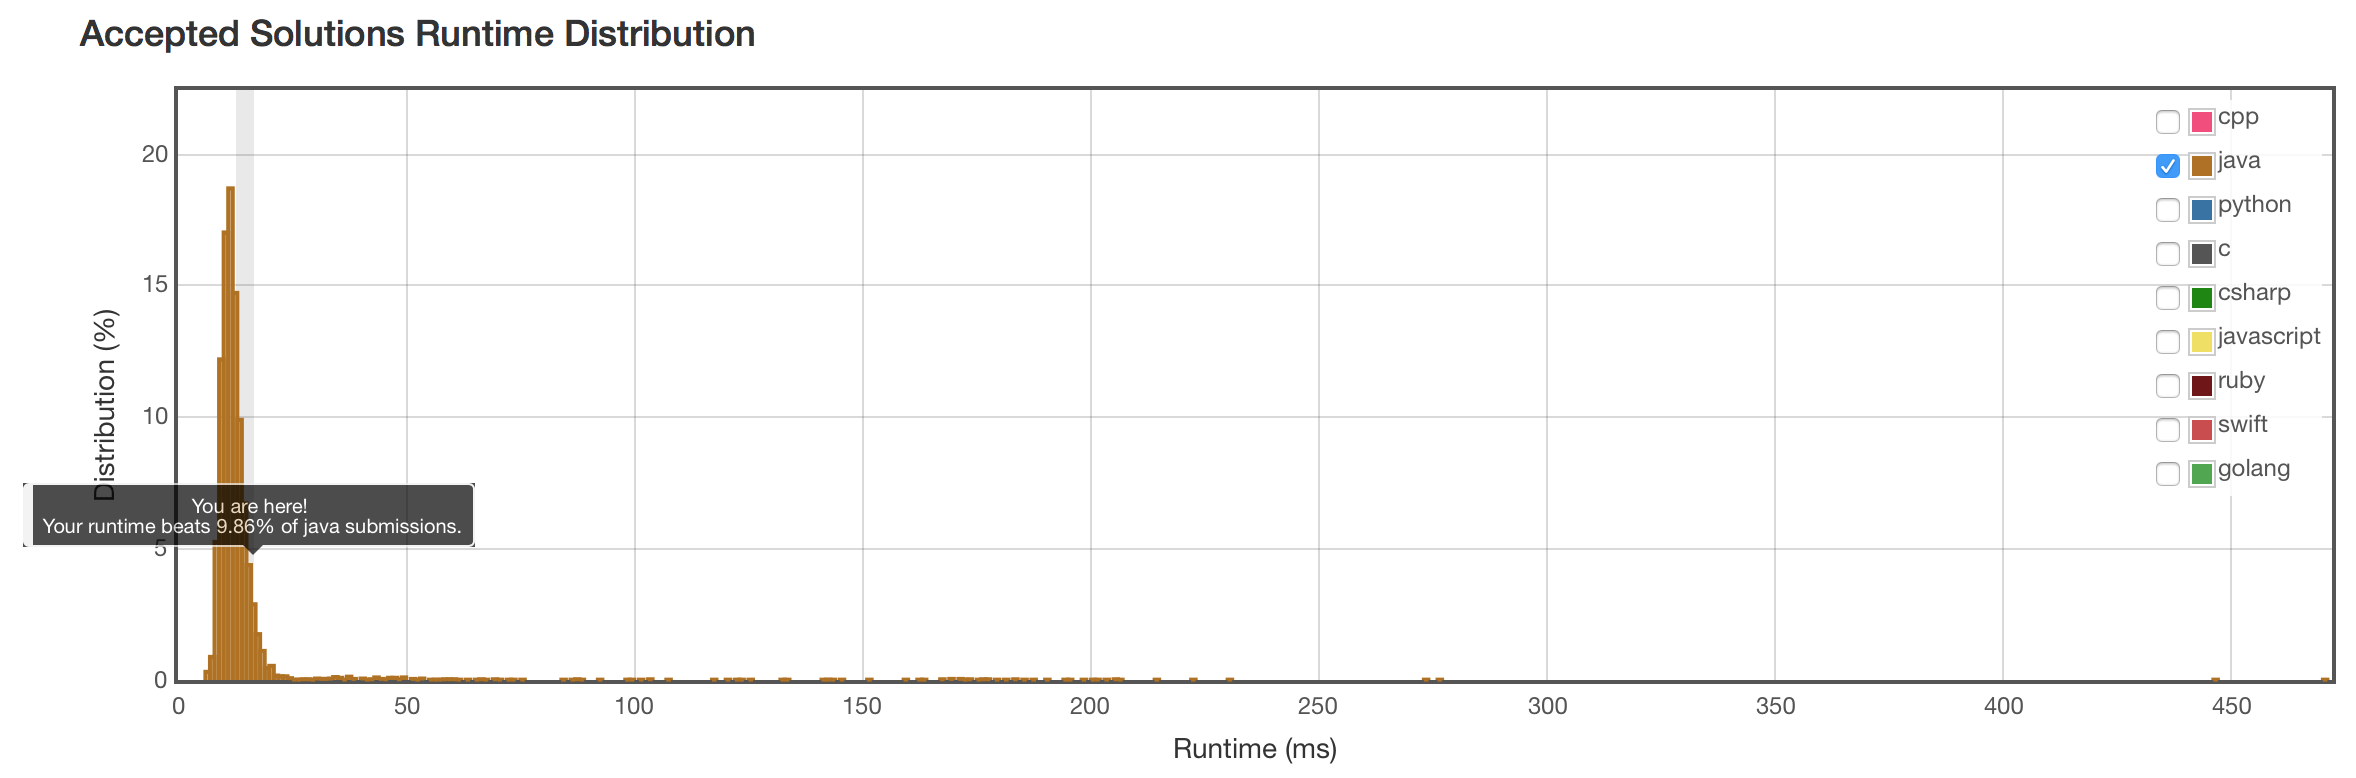 Accepted Solutions Runtime Distribution
Distribution (%)
20
15
10
5
0
You are here!
Your runtime beats 9.86% of java submissions.
cpp
java
python
c
csharp
javascript
ruby
swift
golang
0 50 100 150 200 250 300 350 400 450
Runtime (ms)